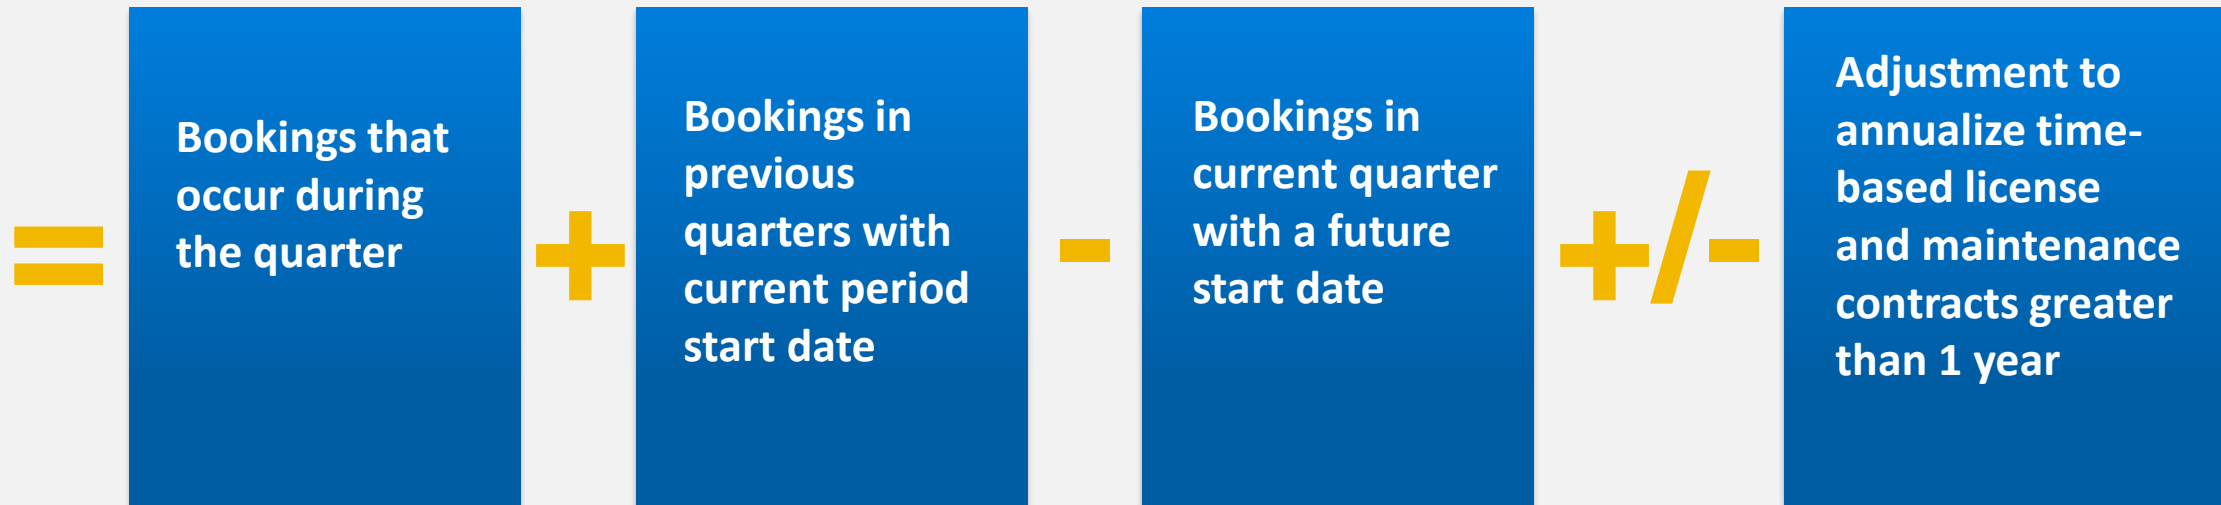 =
Bookings that
occur during
the quarter
+
Bookings in
previous
quarters with
current period
start date
-
Bookings in
current quarter
with a future
start date
+/-
Adjustment to
annualize time-
based license
and maintenance
contracts greater
than 1 year